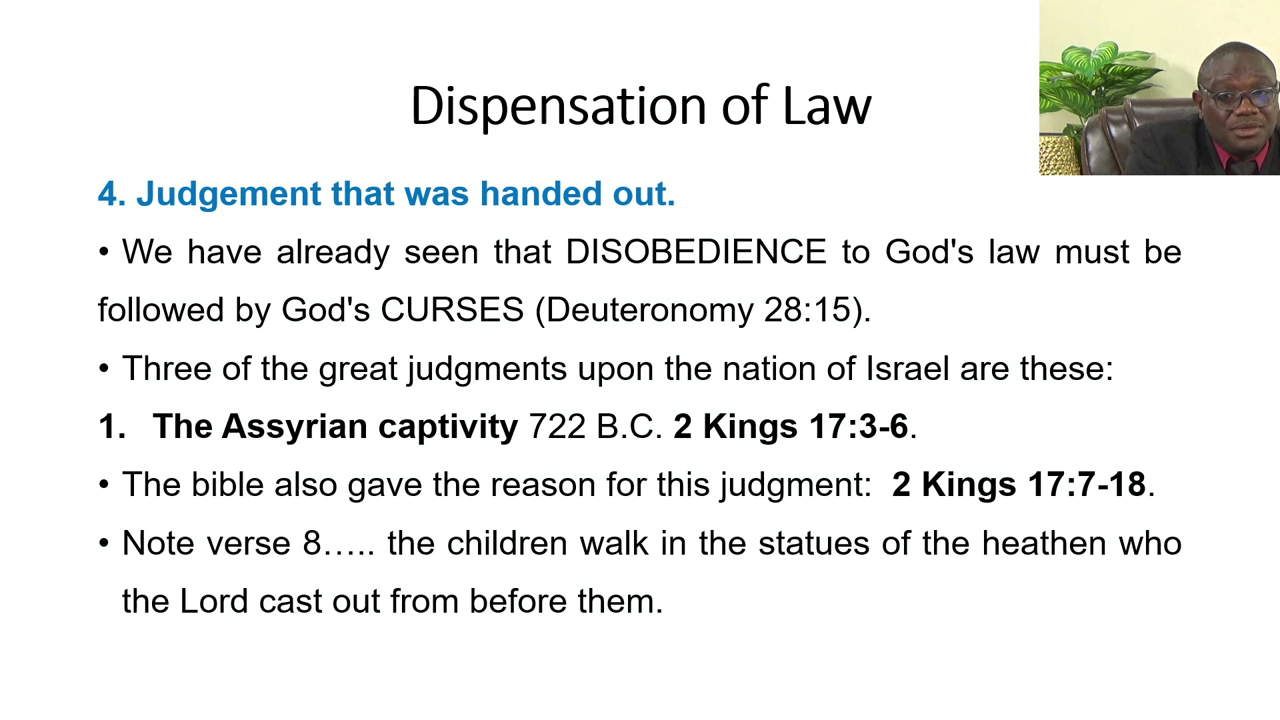 Dispensation of Law
4. Judgement that was handed out.
• We have already seen that DISOBEDIENCE to God's law must be
followed by God's CURSES (Deuteronomy 28:15).
• Three of the great judgments upon the nation of Israel are these:
1. The Assyrian captivity 722 B.C. 2 Kings 17:3-6.
• The bible also gave the reason for this judgment: 2 Kings 17:7-18.
• Note verse 8….. the children walk in the statues of the heathen who
the Lord cast out from before them.